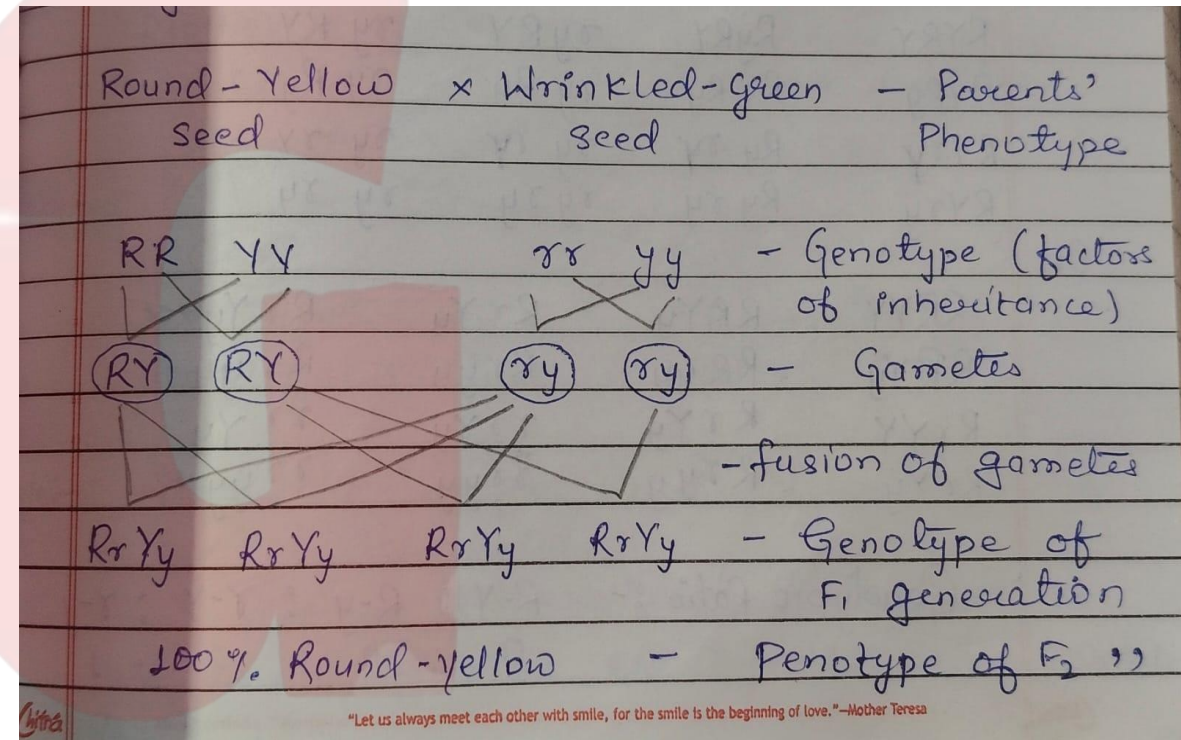 Round - Yellow × Wrinkled - green - Parents'
seed seed Phenotype
RR YY rr yy - Genotype (factors
of inheritance)
RY RY ry ry - Gametes
- fusion of gametes
RrYy RrYy RrYy RrYy - Genotype of
F₁ generation
100 %. Round - yellow - Penotype of F₂ ,,
Chitra
"Let us always meet each other with smile, for the smile is the beginning of love."—Mother Teresa